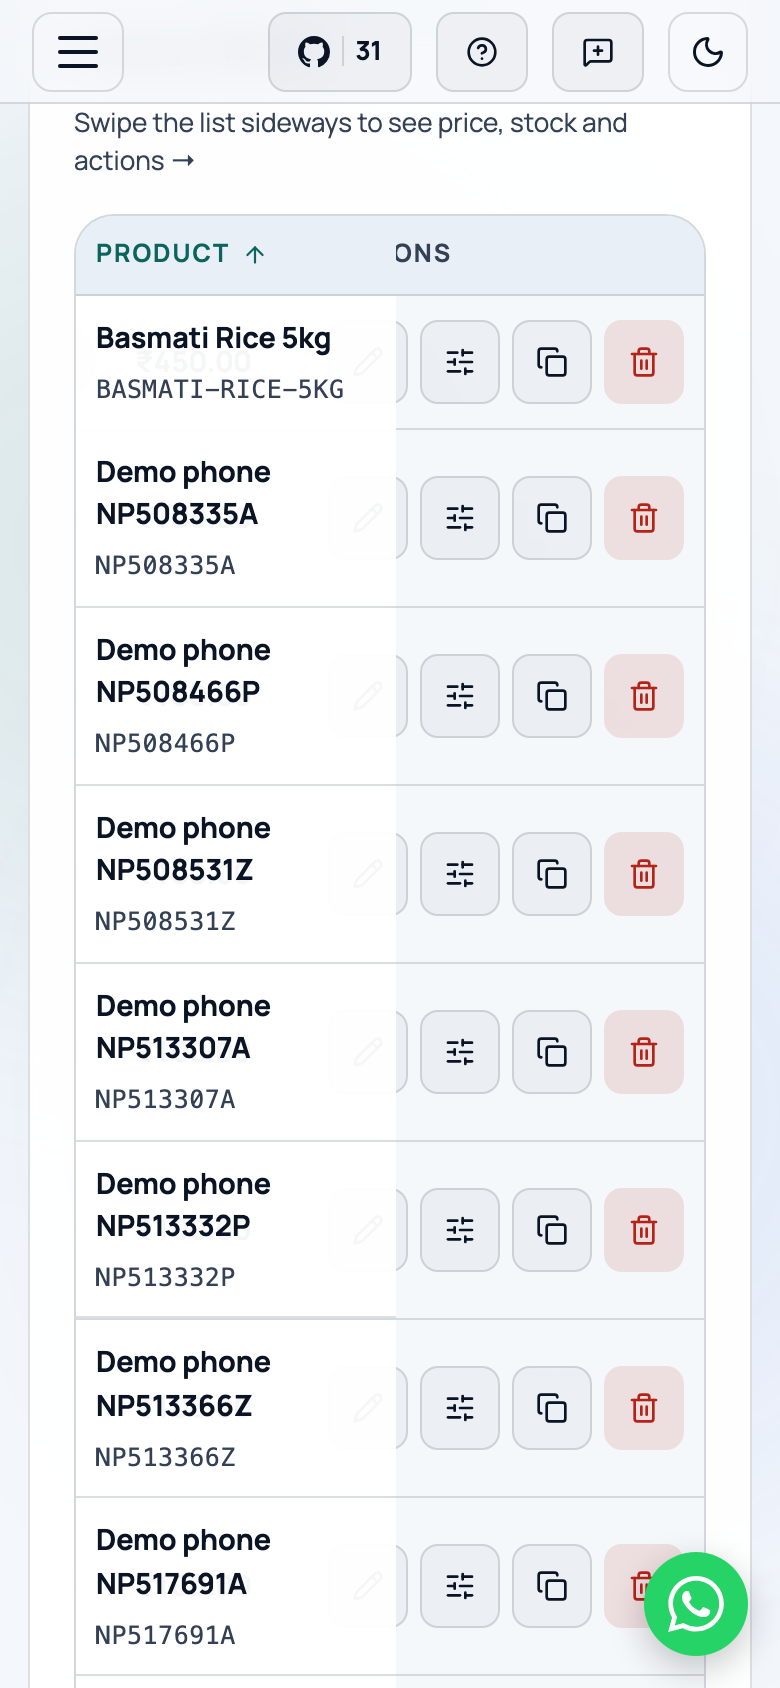 31
Swipe the list sideways to see price, stock and
actions →
PRODUCT ↑ ONS
Basmati Rice 5kg
₹450.00
BASMATI-RICE-5KG
Demo phone
NP508335A
NP508335A
Demo phone
NP508466P
NP508466P
Demo phone
NP508531Z
NP508531Z
Demo phone
NP513307A
NP513307A
Demo phone
NP513332P
NP513332P
Demo phone
NP513366Z
NP513366Z
Demo phone
NP517691A
NP517691A